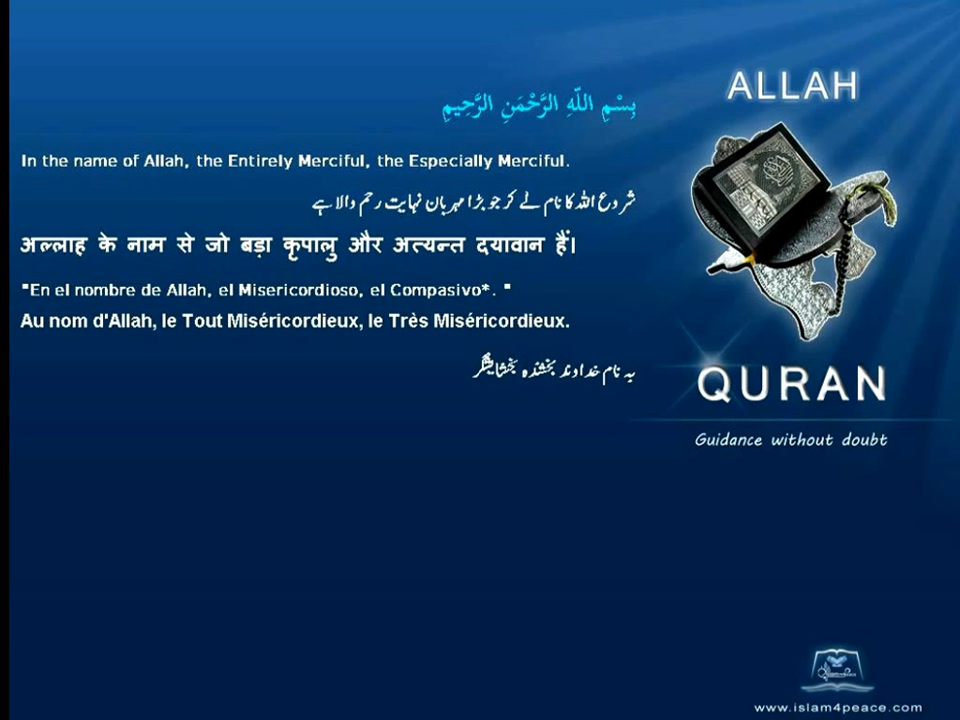 بِسْمِ اللَّهِ الرَّحْمَنِ الرَّحِيمِ
In the name of Allah, the Entirely Merciful, the Especially Merciful.
شروع اللہ کا نام لے کر جو بڑا مہربان نہایت رحم والا ہے
अल्लाह के नाम से जो बड़ा कृपालु और अत्यन्त दयावान हैं।
"En el nombre de Allah, el Misericordioso, el Compasivo*. "
Au nom d'Allah, le Tout Miséricordieux, le Très Miséricordieux.
به نام خداوند بخشنده بخشایشگر
ALLAH
QURAN
Guidance without doubt
www.islam4peace.com